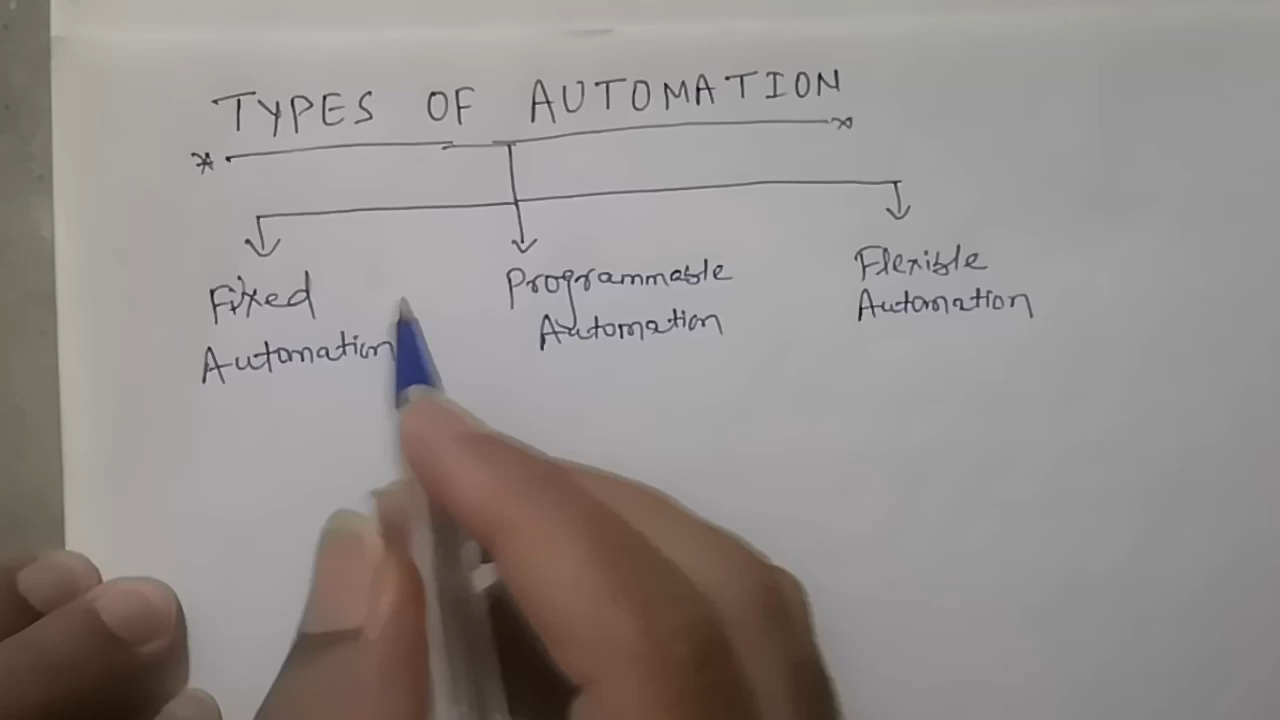 TYPES OF AUTOMATION
Fixed
Automation
Programmable
Automation
Flexible
Automation